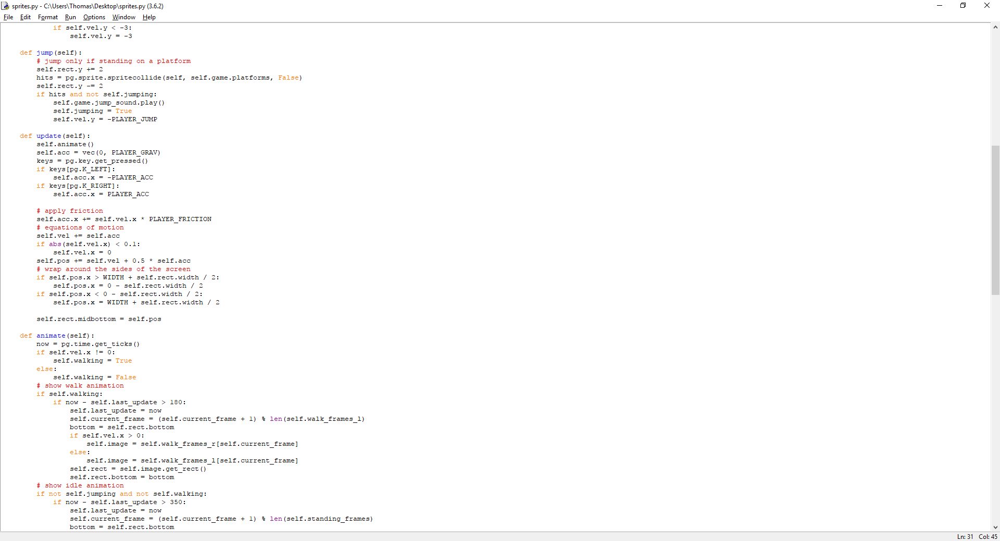 sprites.py - C:\Users\Thomas\Desktop\sprites.py (3.6.2)
File Edit Format Run Options Window Help
            if self.vel.y < -3:
                self.vel.y = -3

    def jump(self):
        # jump only if standing on a platform
        self.rect.y += 2
        hits = pg.sprite.spritecollide(self, self.game.platforms, False)
        self.rect.y -= 2
        if hits and not self.jumping:
            self.game.jump_sound.play()
            self.jumping = True
            self.vel.y = -PLAYER_JUMP

    def update(self):
        self.animate()
        self.acc = vec(0, PLAYER_GRAV)
        keys = pg.key.get_pressed()
        if keys[pg.K_LEFT]:
            self.acc.x = -PLAYER_ACC
        if keys[pg.K_RIGHT]:
            self.acc.x = PLAYER_ACC

        # apply friction
        self.acc.x += self.vel.x * PLAYER_FRICTION
        # equations of motion
        self.vel += self.acc
        if abs(self.vel.x) < 0.1:
            self.vel.x = 0
        self.pos += self.vel + 0.5 * self.acc
        # wrap around the sides of the screen
        if self.pos.x > WIDTH + self.rect.width / 2:
            self.pos.x = 0 - self.rect.width / 2
        if self.pos.x < 0 - self.rect.width / 2:
            self.pos.x = WIDTH + self.rect.width / 2

        self.rect.midbottom = self.pos

    def animate(self):
        now = pg.time.get_ticks()
        if self.vel.x != 0:
            self.walking = True
        else:
            self.walking = False
        # show walk animation
        if self.walking:
            if now - self.last_update > 180:
                self.last_update = now
                self.current_frame = (self.current_frame + 1) % len(self.walk_frames_l)
                bottom = self.rect.bottom
                if self.vel.x > 0:
                    self.image = self.walk_frames_r[self.current_frame]
                else:
                    self.image = self.walk_frames_l[self.current_frame]
                self.rect = self.image.get_rect()
                self.rect.bottom = bottom
        # show idle animation
        if not self.jumping and not self.walking:
            if now - self.last_update > 350:
                self.last_update = now
                self.current_frame = (self.current_frame + 1) % len(self.standing_frames)
                bottom = self.rect.bottom
Ln: 31 Col: 45